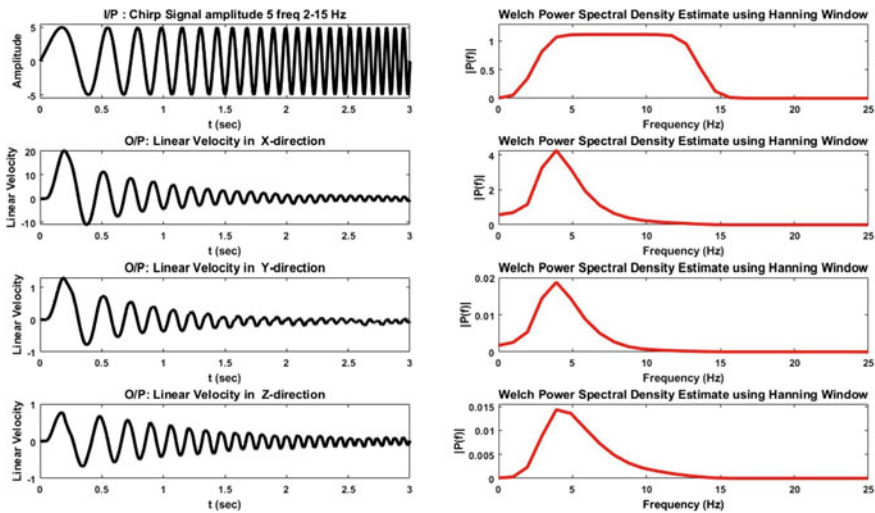 I/P : Chirp Signal amplitude 5 freq 2-15 Hz
Amplitude
5
0
-5
0 0.5 1 1.5 2 2.5 3
t (sec)
Welch Power Spectral Density Estimate using Hanning Window
|P(f)|
1
0.5
0
0 5 10 15 20 25
Frequency (Hz)
O/P: Linear Velocity in X-direction
Linear Velocity
20
10
0
-10
0 0.5 1 1.5 2 2.5 3
t (sec)
Welch Power Spectral Density Estimate using Hanning Window
|P(f)|
4
2
0
0 5 10 15 20 25
Frequency (Hz)
O/P: Linear Velocity in Y-direction
Linear Velocity
1
0
-1
0 0.5 1 1.5 2 2.5 3
t (sec)
Welch Power Spectral Density Estimate using Hanning Window
|P(f)|
0.02
0.01
0
0 5 10 15 20 25
Frequency (Hz)
O/P: Linear Velocity in Z-direction
Linear Velocity
1
0
-1
0 0.5 1 1.5 2 2.5 3
t (sec)
Welch Power Spectral Density Estimate using Hanning Window
|P(f)|
0.015
0.01
0.005
0
0 5 10 15 20 25
Frequency (Hz)